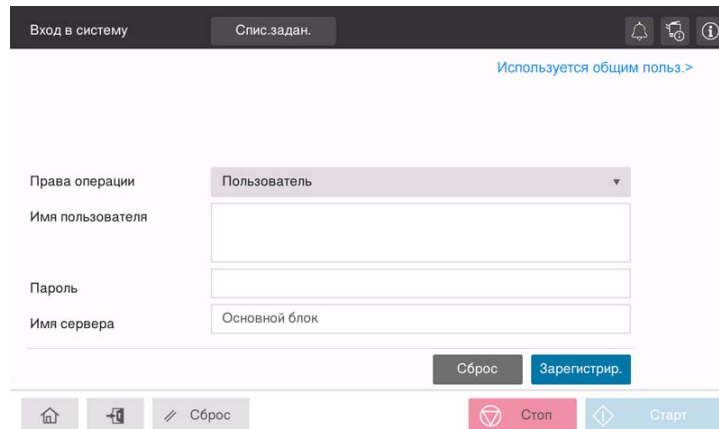 Вход в систему
Спис.задан.
Используется общим польз.>
Права операции
Пользователь
Имя пользователя
Пароль
Имя сервера
Основной блок
Сброс
Зарегистрир.
Сброс
Стоп
Старт